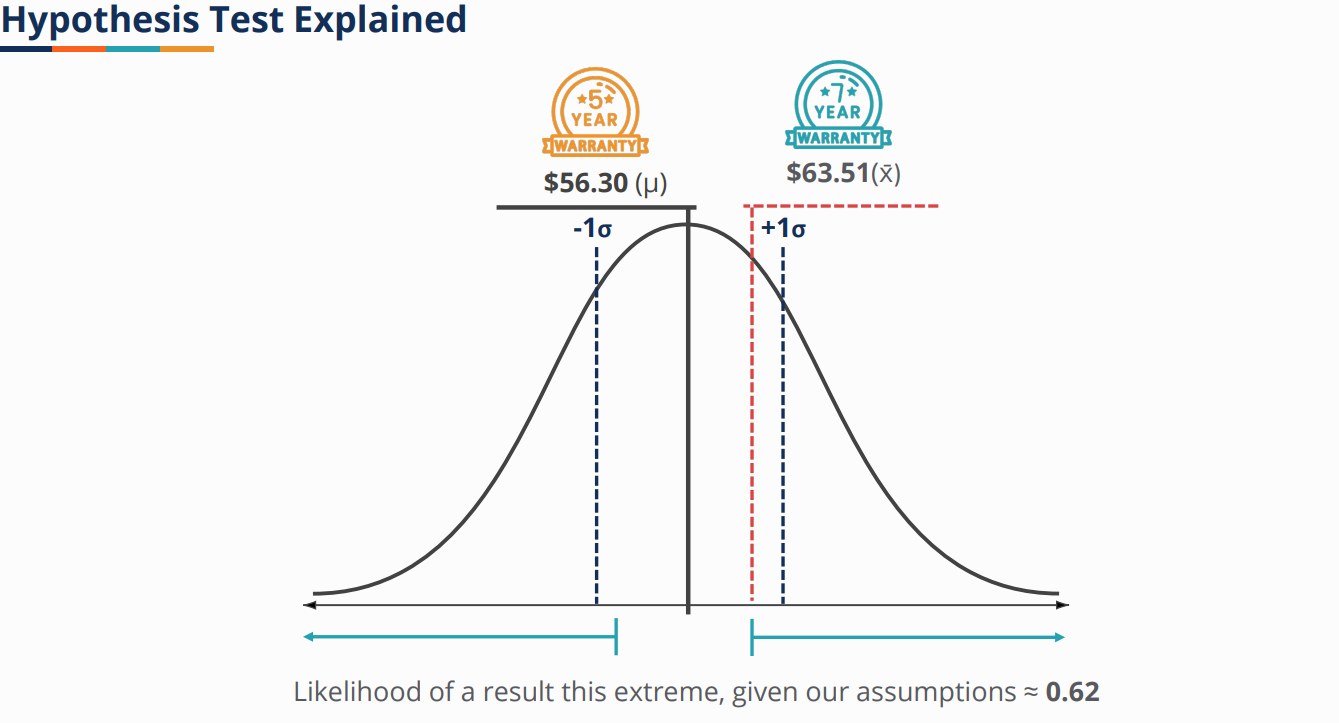 Hypothesis Test Explained
★5★
YEAR
WARRANTY
★7★
YEAR
WARRANTY
$56.30 (μ)
$63.51(x̄)
-1σ
+1σ
Likelihood of a result this extreme, given our assumptions ≈ 0.62